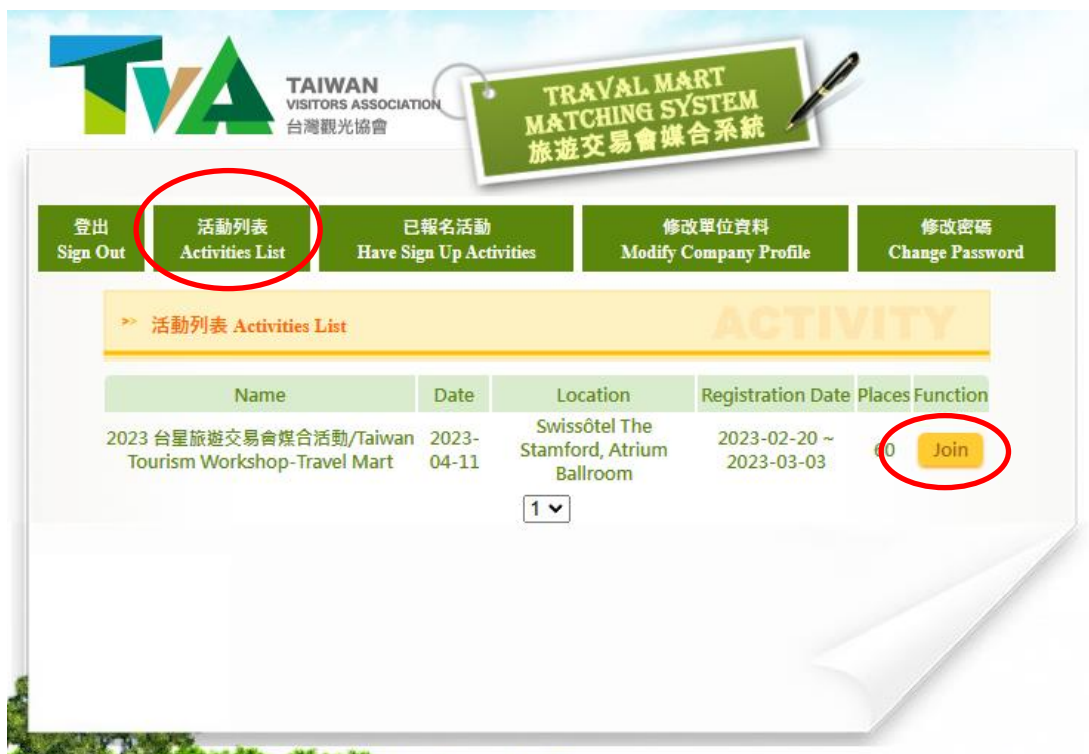 TVA
TAIWAN
VISITORS ASSOCIATION
台灣觀光協會
TRAVAL MART
MATCHING SYSTEM
旅遊交易會媒合系統
登出
Sign Out
活動列表
Activities List
已報名活動
Have Sign Up Activities
修改單位資料
Modify Company Profile
修改密碼
Change Password
活動列表 Activities List
ACTIVITY
Name Date Location Registration Date Places Function
2023 台星旅遊交易會媒合活動/Taiwan
Tourism Workshop-Travel Mart
2023-
04-11
Swissôtel The
Stamford, Atrium
Ballroom
2023-02-20 ~
2023-03-03
60
Join
1